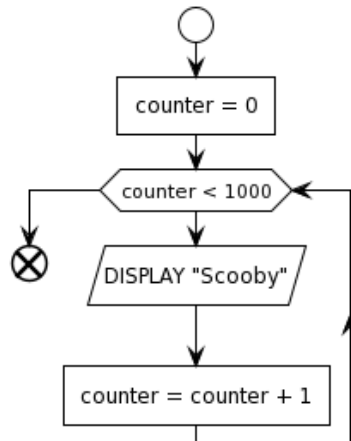 counter = 0
counter < 1000
DISPLAY "Scooby"
counter = counter + 1